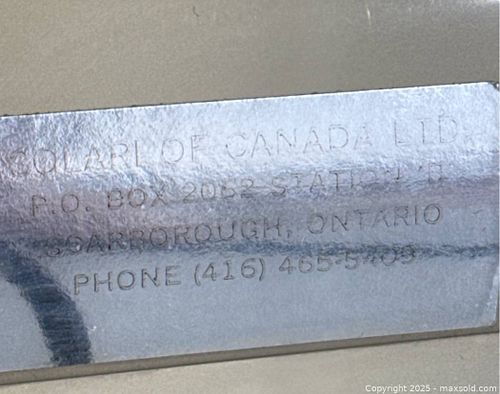 SOLARI OF CANADA LTD.
P.O. BOX 2052 STATION
SCARBOROUGH, ONTARIO
PHONE (416) 465-5409
Copyright © 2025 - maxsold.com